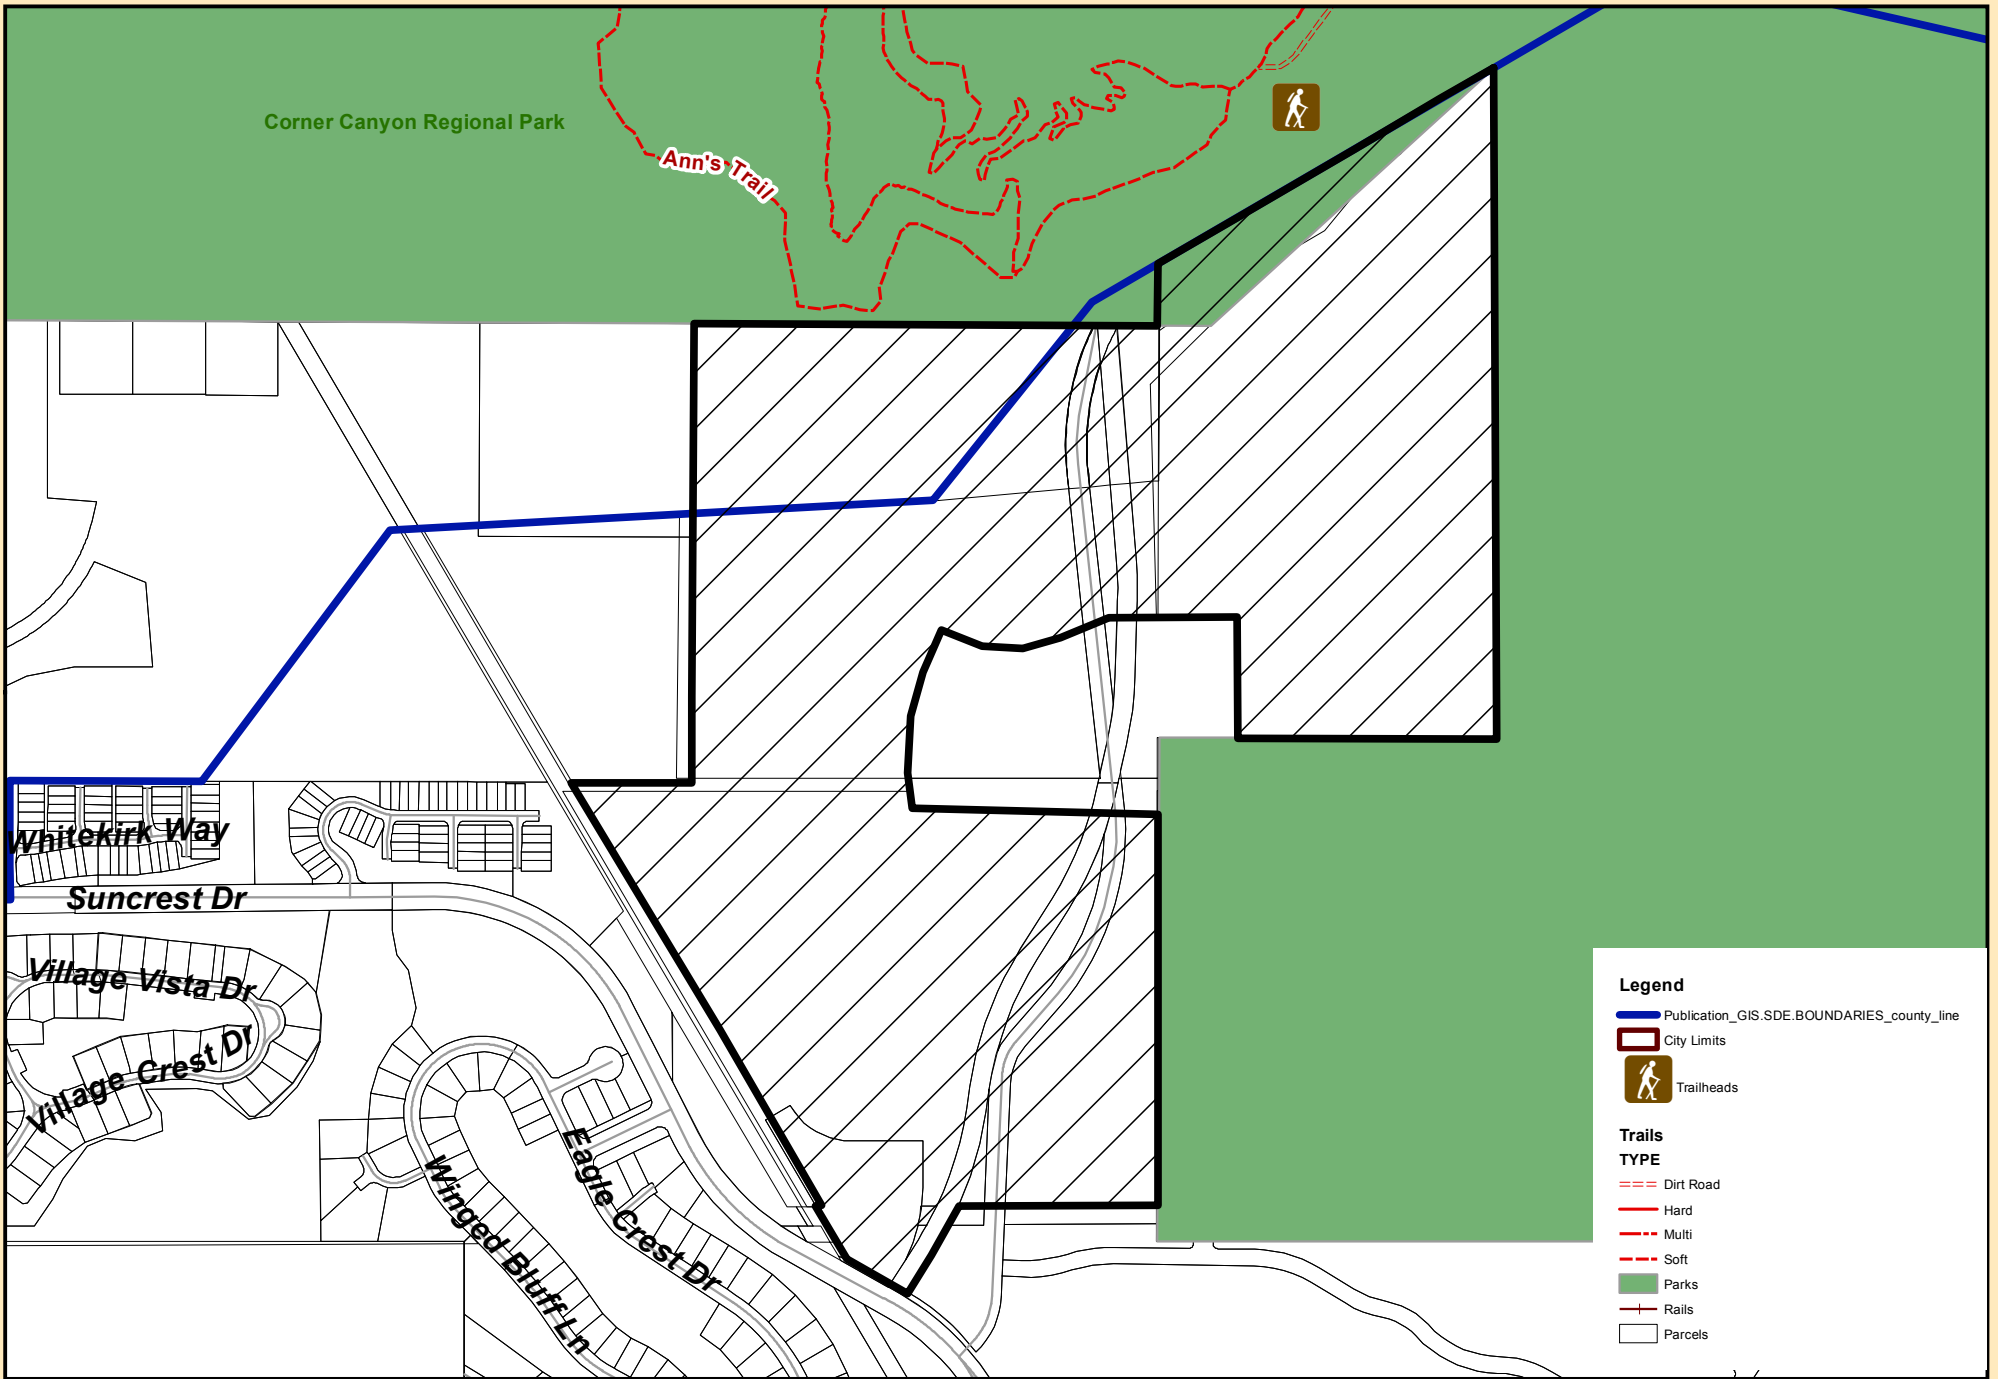 Corner Canyon Regional Park
Ann's Trail
Whitekirk Way
Suncrest Dr
Village Vista Dr
Village Crest Dr
Eagle Crest Dr
Winged Bluff Ln
Legend
Publication_GIS.SDE.BOUNDARIES_county_line
City Limits
Trailheads
Trails
TYPE
Dirt Road
Hard
Multi
Soft
Parks
Rails
Parcels